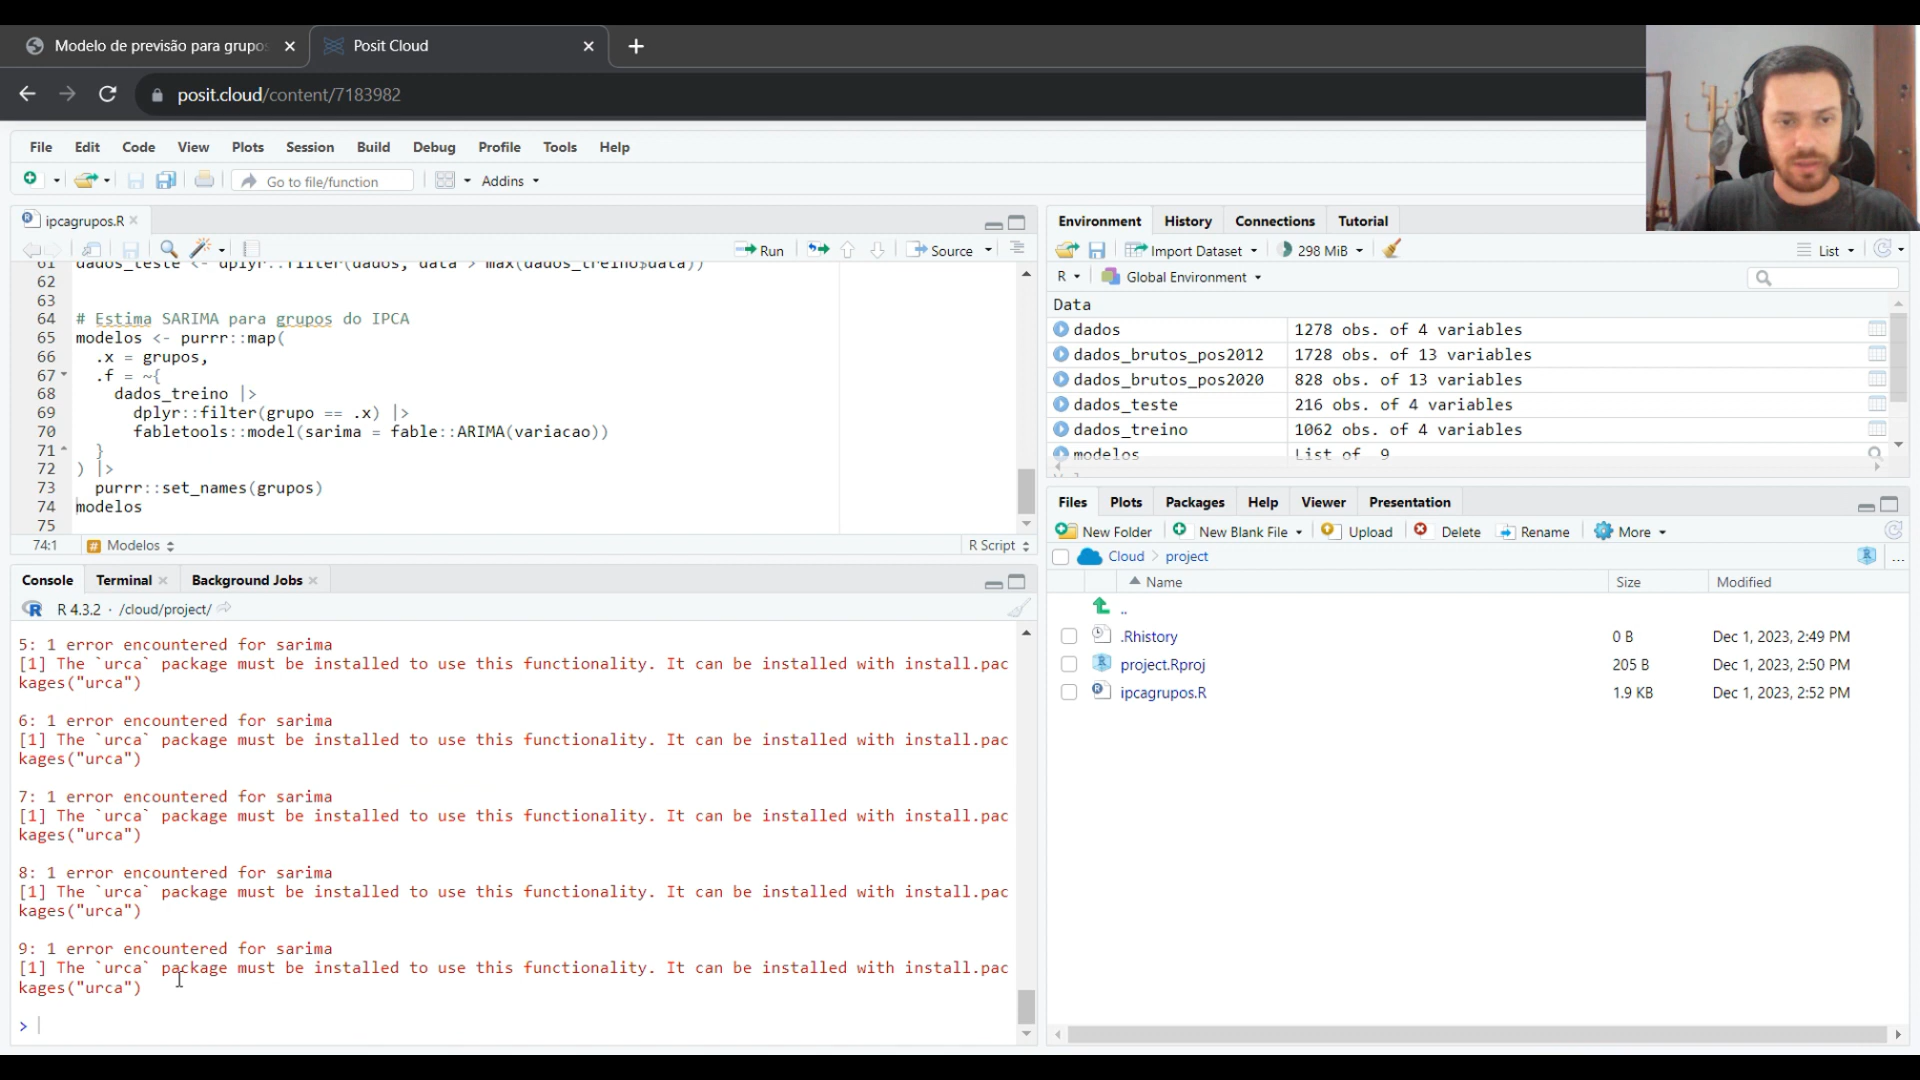 Modelo de previsão para grupos
Posit Cloud
posit.cloud/content/7183982
File Edit Code View Plots Session Build Debug Profile Tools Help
Go to file/function Addins
ipcagrupos.R
Run Source
61 dados_teste <- dplyr::filter(dados, data > max(dados_treino$data))
62
63
64 # Estima SARIMA para grupos do IPCA
65 modelos <- purrr::map(
66 .x = grupos,
67 .f = ~{
68 dados_treino |>
69 dplyr::filter(grupo == .x) |>
70 fabletools::model(sarima = fable::ARIMA(variacao))
71 }
72 ) |>
73 purrr::set_names(grupos)
74 modelos
75
74:1 Modelos R Script
Console Terminal Background Jobs
R 4.3.2 · /cloud/project/
5: 1 error encountered for sarima
[1] The `urca` package must be installed to use this functionality. It can be installed with install.pac
kages("urca")
6: 1 error encountered for sarima
[1] The `urca` package must be installed to use this functionality. It can be installed with install.pac
kages("urca")
7: 1 error encountered for sarima
[1] The `urca` package must be installed to use this functionality. It can be installed with install.pac
kages("urca")
8: 1 error encountered for sarima
[1] The `urca` package must be installed to use this functionality. It can be installed with install.pac
kages("urca")
9: 1 error encountered for sarima
[1] The `urca` package must be installed to use this functionality. It can be installed with install.pac
kages("urca")
>
Environment History Connections Tutorial
Import Dataset 298 MiB List
R Global Environment
Data
dados 1278 obs. of 4 variables
dados_brutos_pos2012 1728 obs. of 13 variables
dados_brutos_pos2020 828 obs. of 13 variables
dados_teste 216 obs. of 4 variables
dados_treino 1062 obs. of 4 variables
modelos List of 9
Files Plots Packages Help Viewer Presentation
New Folder New Blank File Upload Delete Rename More
Cloud > project ...
Name Size Modified
..
.Rhistory 0 B Dec 1, 2023, 2:49 PM
project.Rproj 205 B Dec 1, 2023, 2:50 PM
ipcagrupos.R 1.9 KB Dec 1, 2023, 2:52 PM